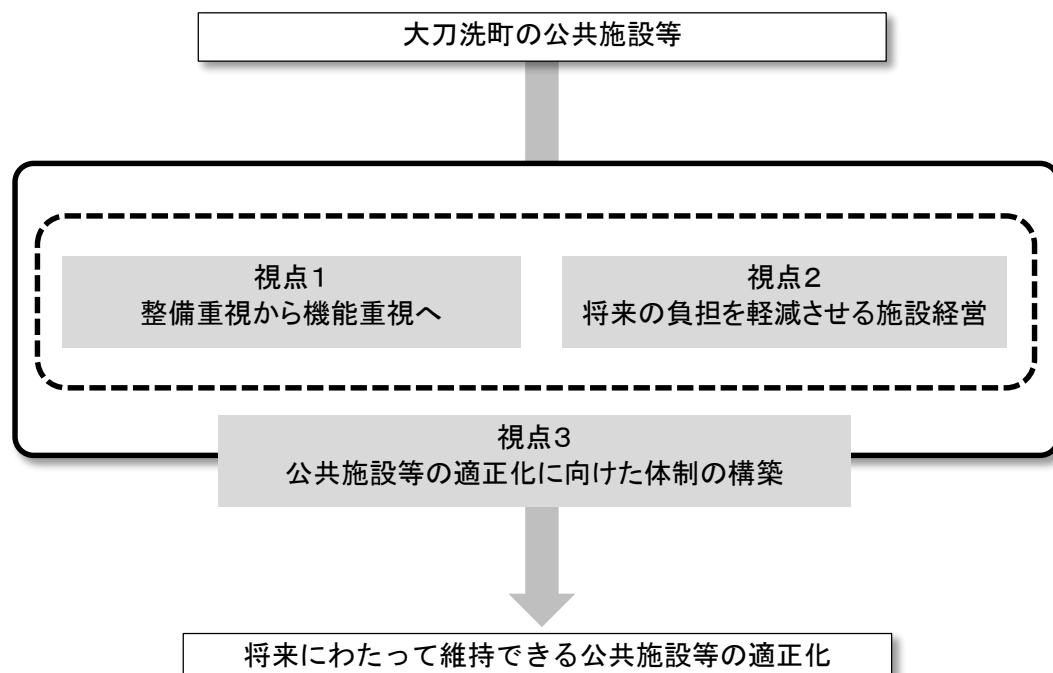 大刀洗町の公共施設等
視点1
整備重視から機能重視へ
視点2
将来の負担を軽減させる施設経営
視点3
公共施設等の適正化に向けた体制の構築
将来にわたって維持できる公共施設等の適正化